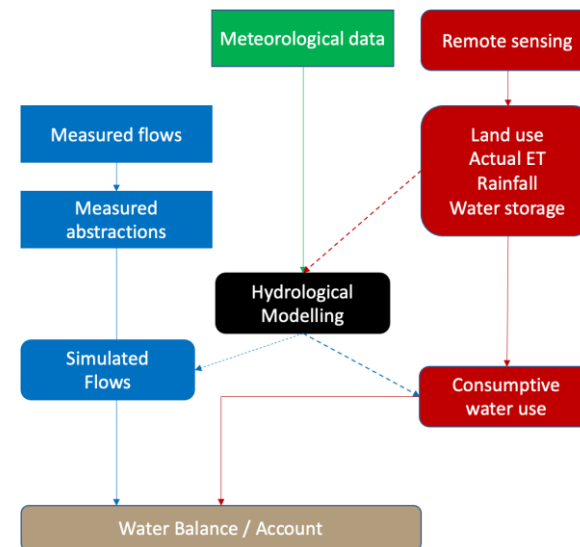 Meteorological data
Remote sensing
Measured flows
Land use
Actual ET
Rainfall
Water storage
Measured
abstractions
Hydrological
Modelling
Simulated
Flows
Consumptive
water use
Water Balance / Account